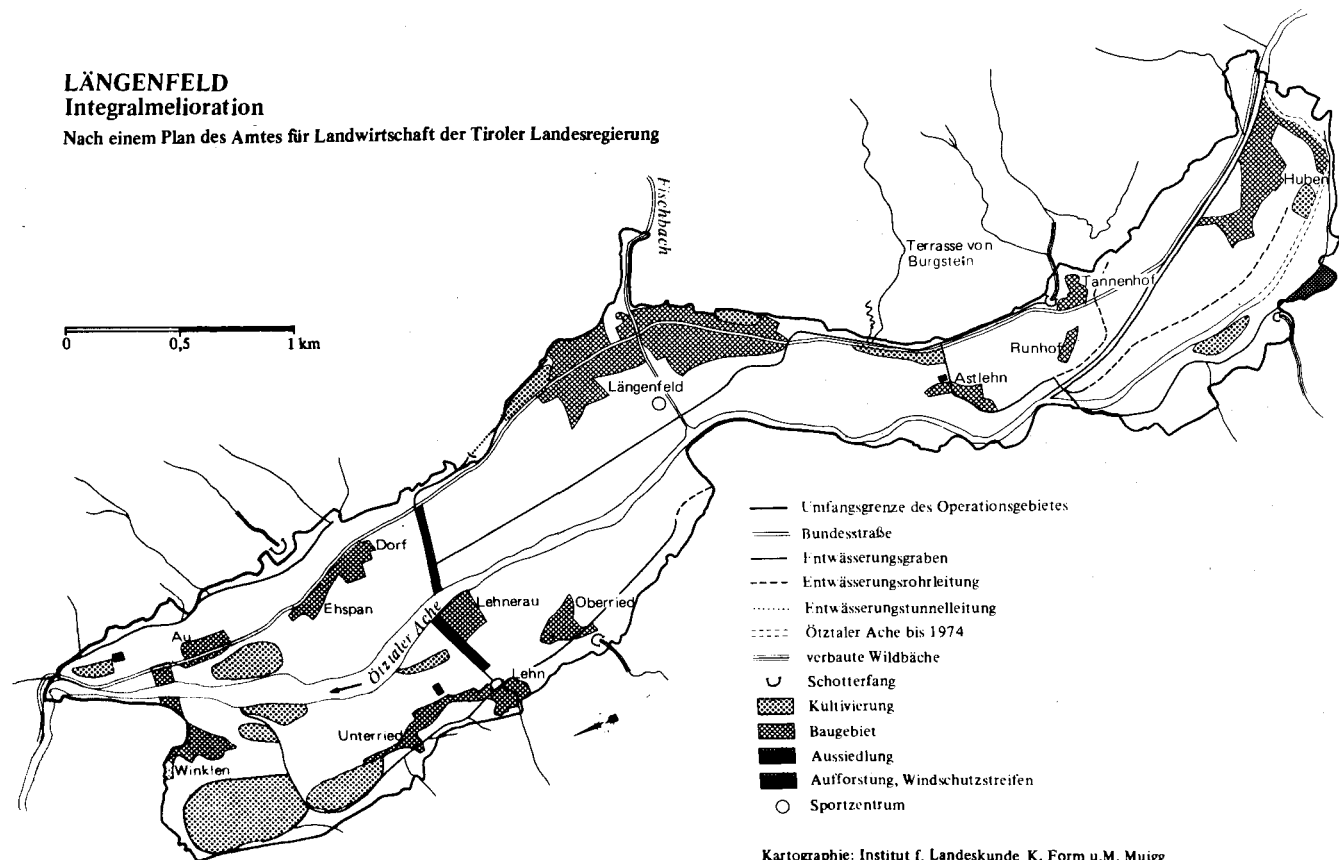 LÄNGENFELD
Integralmelioration
Nach einem Plan des Amtes für Landwirtschaft der Tiroler Landesregierung
Fischbach
Huben
Terrasse von
Burgstein
Tannenhof
0 0,5 1 km
Runhof
Längenfeld
Astlehn
Umfangsgrenze des Operationsgebietes
Bundesstraße
Entwässerungsgraben
Entwässerungsrohrleitung
Entwässerungstunnelleitung
Ötztaler Ache bis 1974
verbaute Wildbäche
Schotterfang
Kultivierung
Baugebiet
Aussiedlung
Aufforstung, Windschutzstreifen
Sportzentrum
Dorf
Ehspan
Lehnerau
Oberried
Au
Ötztaler Ache
Lehn
Unterried
Winklen
Kartographie: Institut f. Landeskunde K. Form u.M. Muigg